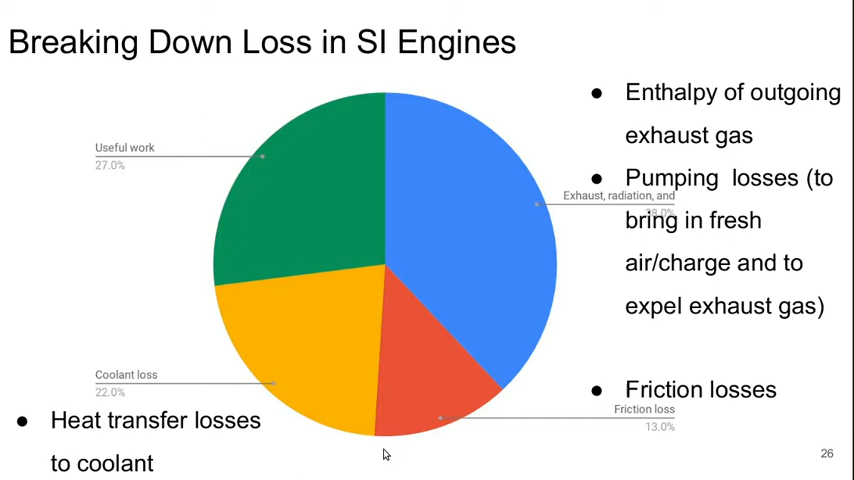 Breaking Down Loss in SI Engines
Useful work
27.0%
Coolant loss
22.0%
● Heat transfer losses
to coolant
Exhaust, radiation, and
Friction loss
13.0%
● Enthalpy of outgoing
exhaust gas
● Pumping losses (to
bring in fresh
air/charge and to
expel exhaust gas)
● Friction losses
26